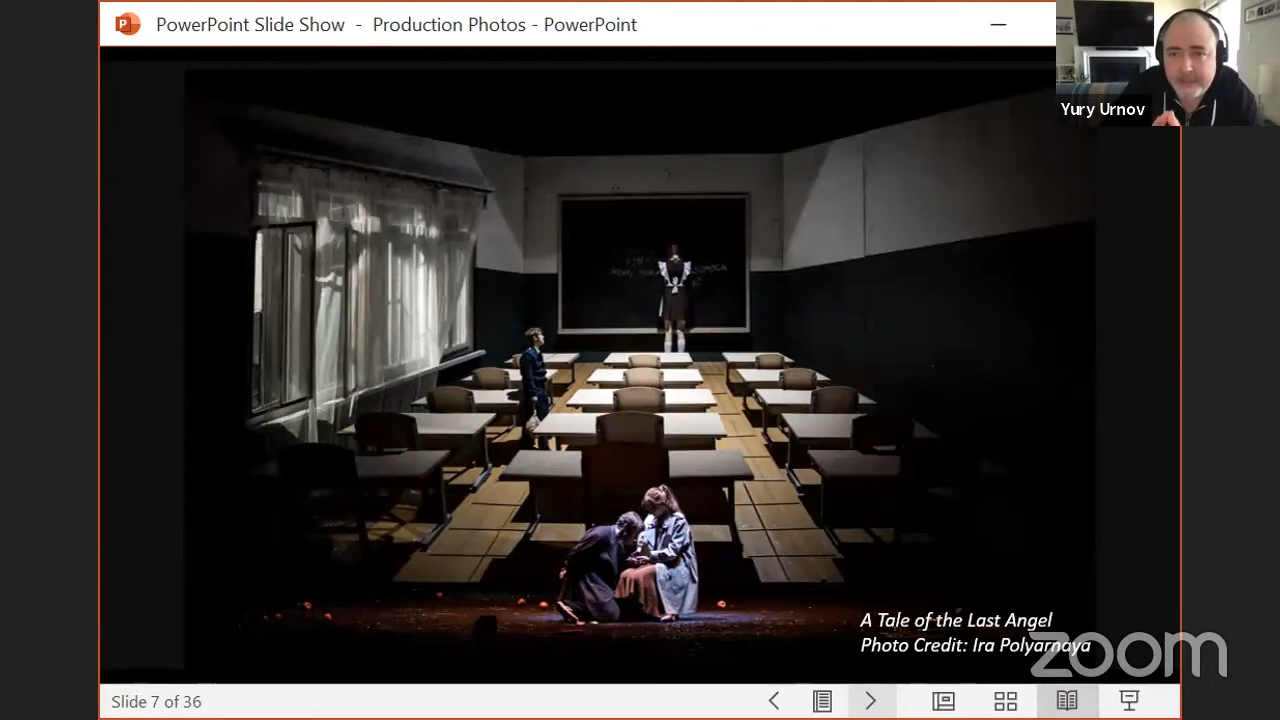 PowerPoint Slide Show - Production Photos - PowerPoint
Yury Urnov
A Tale of the Last Angel
Photo Credit: Ira Polyarnaya
zoom
Slide 7 of 36